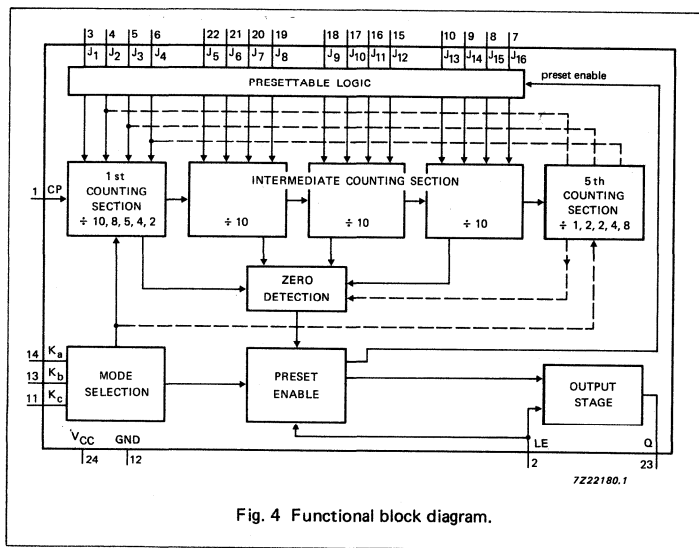 3 4 5 6 22 21 20 19 18 17 16 15 10 9 8 7
J1 J2 J3 J4 J5 J6 J7 J8 J9 J10 J11 J12 J13 J14 J15 J16
PRESETTABLE LOGIC
preset enable
1 CP
1st
COUNTING
SECTION
÷ 10, 8, 5, 4, 2
INTERMEDIATE COUNTING SECTION
÷ 10
÷ 10
÷ 10
5th
COUNTING
SECTION
÷ 1, 2, 2, 4, 8
ZERO
DETECTION
14 Ka
13 Kb
11 Kc
MODE
SELECTION
PRESET
ENABLE
OUTPUT
STAGE
VCC GND LE Q
24 12 2 23
7Z22180.1
Fig. 4 Functional block diagram.